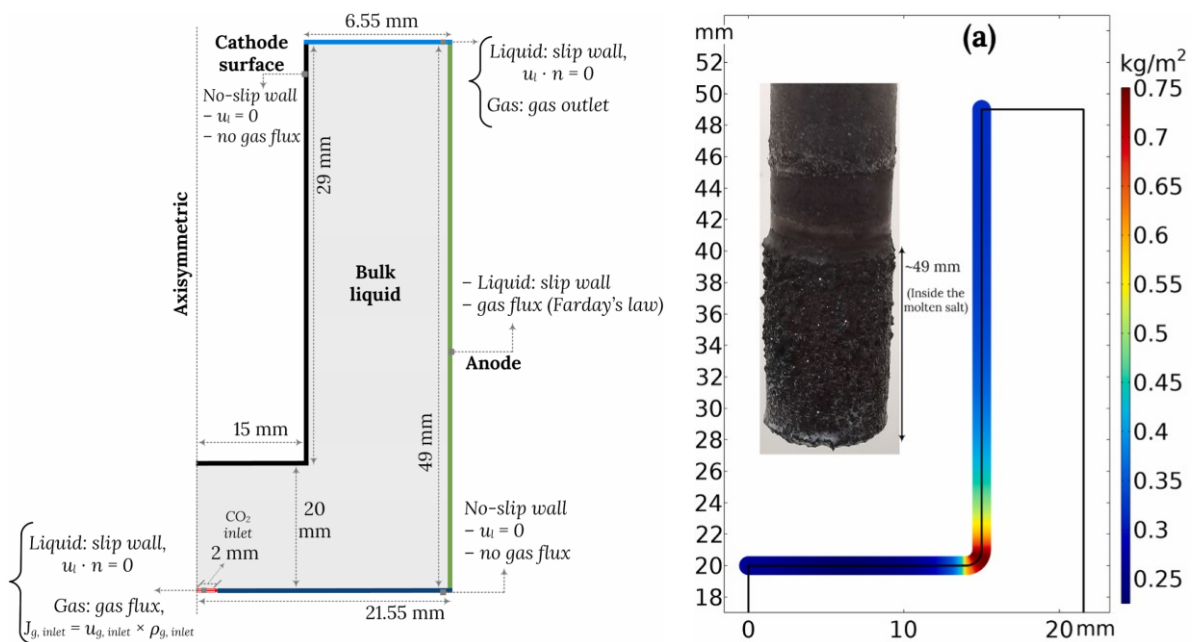 6.55 mm
Cathode
surface
No-slip wall
– uₗ = 0
– no gas flux
Liquid: slip wall,
uₗ · n = 0
Gas: gas outlet
Axisymmetric
29 mm
Bulk
liquid
49 mm
– Liquid: slip wall
– gas flux (Farday's law)
Anode
15 mm
20
mm
CO₂
inlet
2 mm
No-slip wall
– uₗ = 0
– no gas flux
Liquid: slip wall,
uₗ · n = 0
Gas: gas flux,
J_g, inlet = u_g, inlet × ρ_g, inlet
21.55 mm
(a)
mm
52
50
48
46
44
42
40
38
36
34
32
30
28
26
24
22
20
18
~49 mm
(Inside the
molten salt)
0
10
20 mm
kg/m²
0.75
0.7
0.65
0.6
0.55
0.5
0.45
0.4
0.35
0.3
0.25